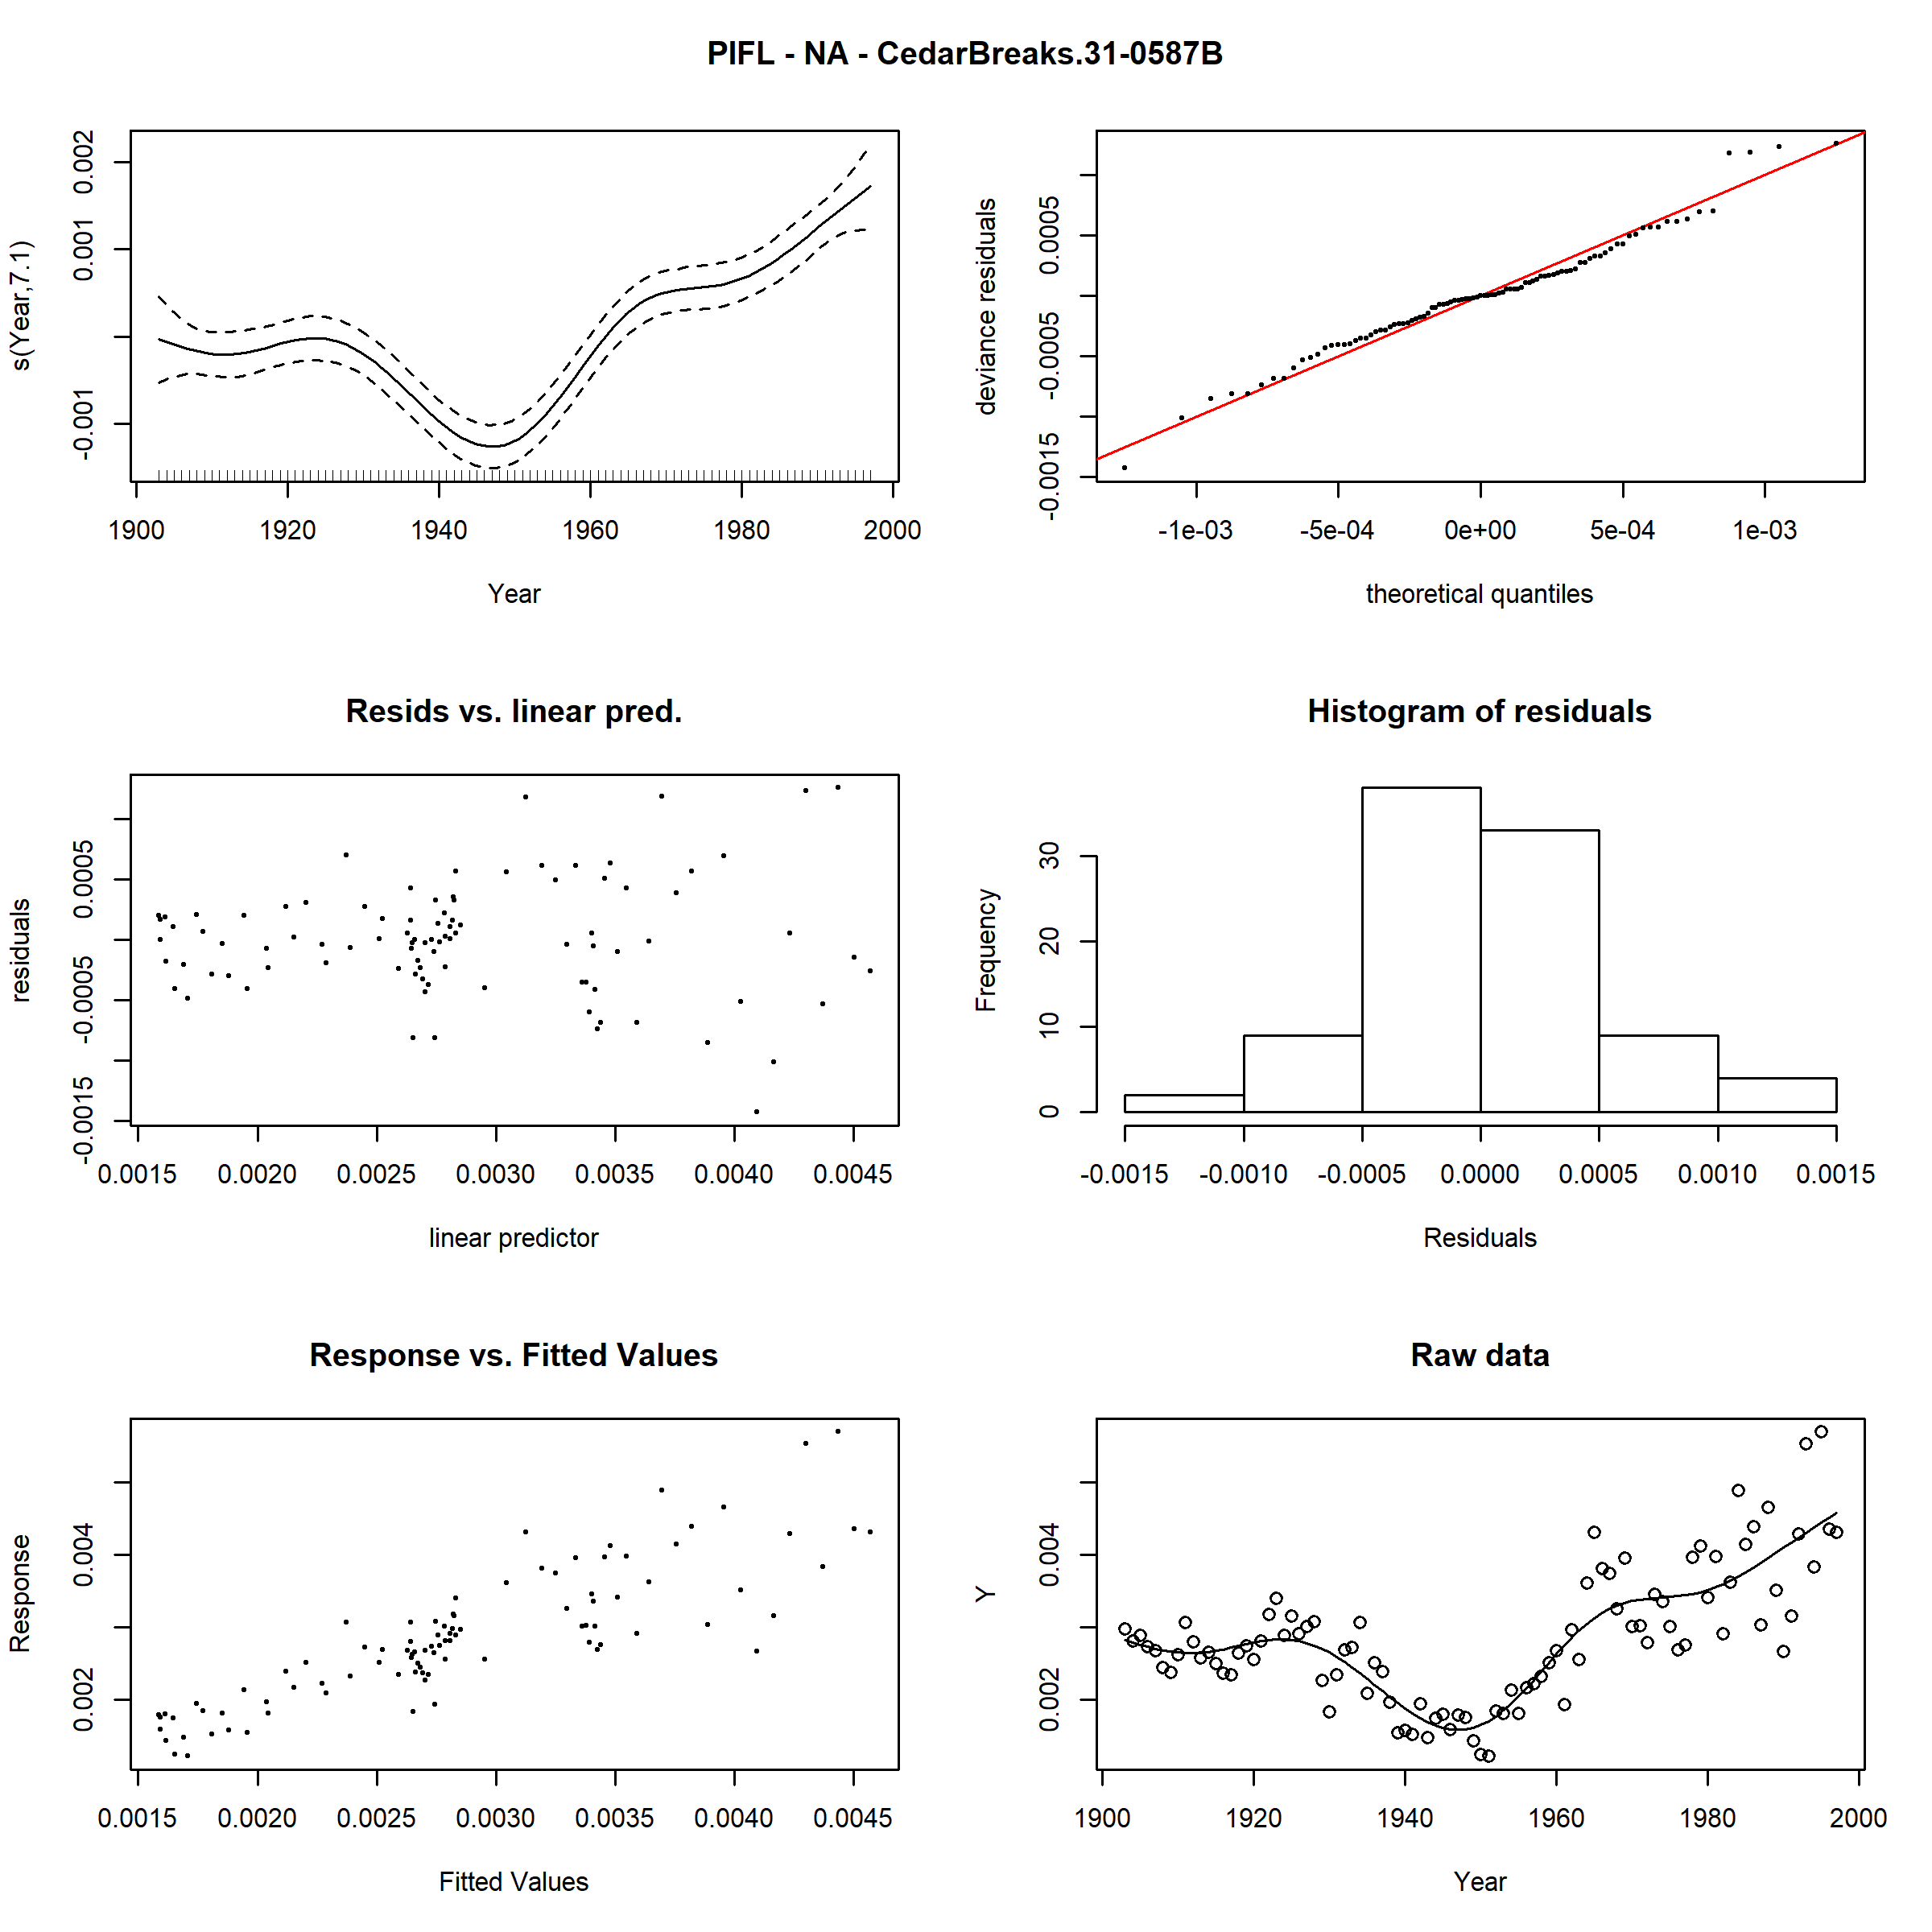 PIFL - NA - CedarBreaks.31-0587B
s(Year,7.1)
-0.001 0.001 0.002
1900 1920 1940 1960 1980 2000
Year
deviance residuals
-0.0015 -0.0005 0.0005
-1e-03 -5e-04 0e+00 5e-04 1e-03
theoretical quantiles
Resids vs. linear pred.
residuals
-0.0015 -0.0005 0.0005
0.0015 0.0020 0.0025 0.0030 0.0035 0.0040 0.0045
linear predictor
Histogram of residuals
Frequency
0 10 20 30
-0.0015 -0.0010 -0.0005 0.0000 0.0005 0.0010 0.0015
Residuals
Response vs. Fitted Values
Response
0.002 0.004
0.0015 0.0020 0.0025 0.0030 0.0035 0.0040 0.0045
Fitted Values
Raw data
Y
0.002 0.004
1900 1920 1940 1960 1980 2000
Year